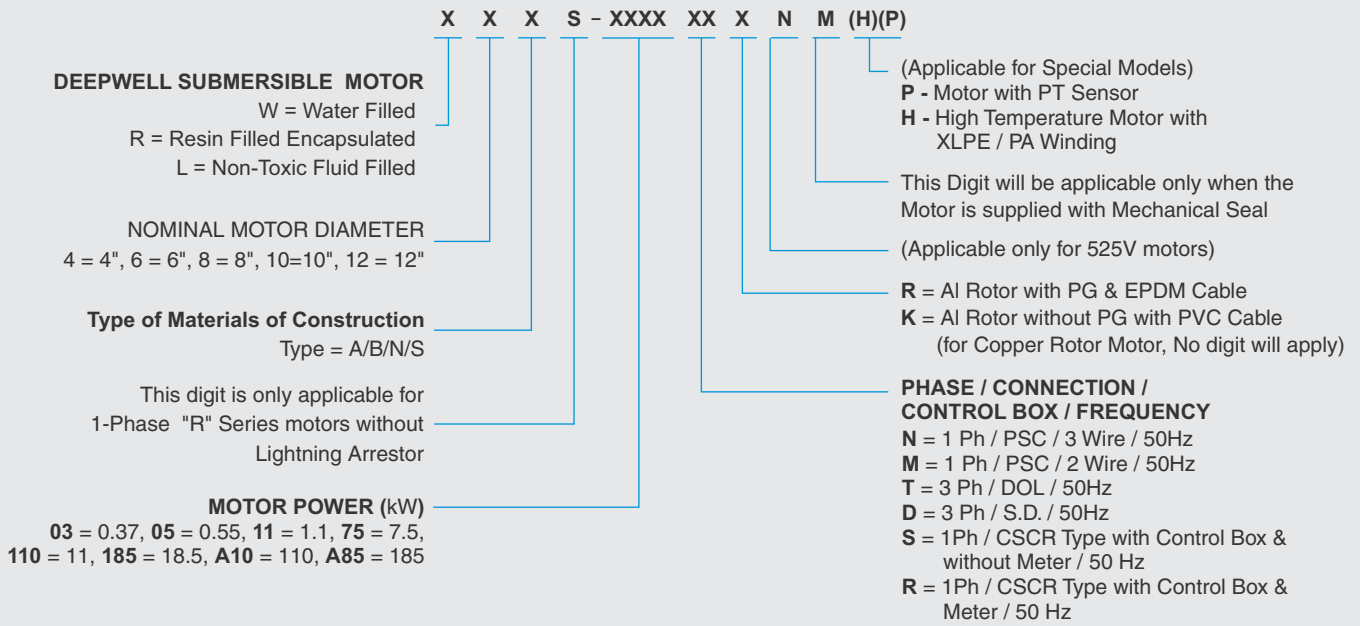 X X X S - XXXX XX X N M (H)(P)
DEEPWELL SUBMERSIBLE MOTOR
W = Water Filled
R = Resin Filled Encapsulated
L = Non-Toxic Fluid Filled
NOMINAL MOTOR DIAMETER
4 = 4", 6 = 6", 8 = 8", 10=10", 12 = 12"
Type of Materials of Construction
Type = A/B/N/S
This digit is only applicable for
1-Phase "R" Series motors without
Lightning Arrestor
MOTOR POWER (kW)
03 = 0.37, 05 = 0.55, 11 = 1.1, 75 = 7.5,
110 = 11, 185 = 18.5, A10 = 110, A85 = 185
(Applicable for Special Models)
P - Motor with PT Sensor
H - High Temperature Motor with
XLPE / PA Winding
This Digit will be applicable only when the
Motor is supplied with Mechanical Seal
(Applicable only for 525V motors)
R = Al Rotor with PG & EPDM Cable
K = Al Rotor without PG with PVC Cable
(for Copper Rotor Motor, No digit will apply)
PHASE / CONNECTION /
CONTROL BOX / FREQUENCY
N = 1 Ph / PSC / 3 Wire / 50Hz
M = 1 Ph / PSC / 2 Wire / 50Hz
T = 3 Ph / DOL / 50Hz
D = 3 Ph / S.D. / 50Hz
S = 1Ph / CSCR Type with Control Box &
without Meter / 50 Hz
R = 1Ph / CSCR Type with Control Box &
Meter / 50 Hz